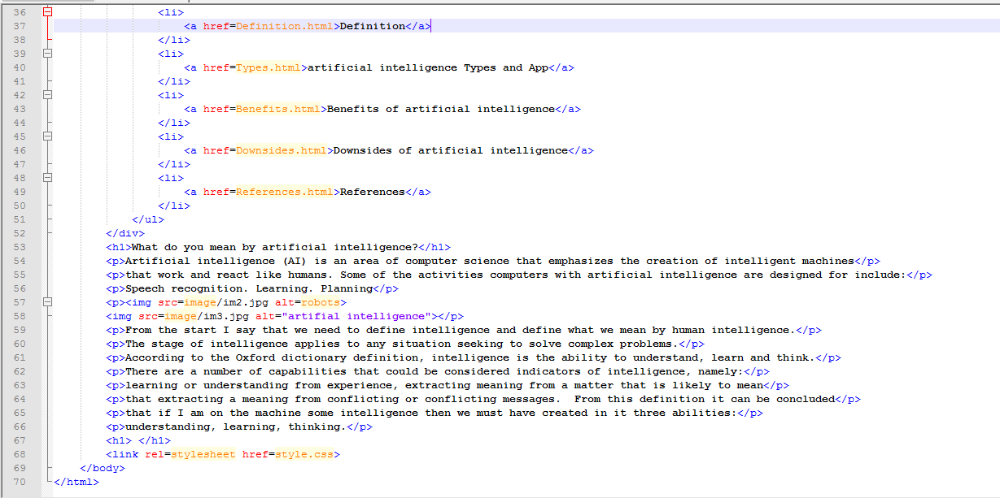 36 <li>
37 <a href=Definition.html>Definition</a>
38 </li>
39 <li>
40 <a href=Types.html>artificial intelligence Types and App</a>
41 </li>
42 <li>
43 <a href=Benefits.html>Benefits of artificial intelligence</a>
44 </li>
45 <li>
46 <a href=Downsides.html>Downsides of artificial intelligence</a>
47 </li>
48 <li>
49 <a href=References.html>References</a>
50 </li>
51 </ul>
52 </div>
53 <h1>What do you mean by artificial intelligence?</h1>
54 <p>Artificial intelligence (AI) is an area of computer science that emphasizes the creation of intelligent machines</p>
55 <p>that work and react like humans. Some of the activities computers with artificial intelligence are designed for include:</p>
56 <p>Speech recognition. Learning. Planning</p>
57 <p><img src=image/im2.jpg alt=robots>
58 <img src=image/im3.jpg alt="artifial intelligence"></p>
59 <p>From the start I say that we need to define intelligence and define what we mean by human intelligence.</p>
60 <p>The stage of intelligence applies to any situation seeking to solve complex problems.</p>
61 <p>According to the Oxford dictionary definition, intelligence is the ability to understand, learn and think.</p>
62 <p>There are a number of capabilities that could be considered indicators of intelligence, namely:</p>
63 <p>learning or understanding from experience, extracting meaning from a matter that is likely to mean</p>
64 <p>that extracting a meaning from conflicting or conflicting messages.  From this definition it can be concluded</p>
65 <p>that if I am on the machine some intelligence then we must have created in it three abilities:</p>
66 <p>understanding, learning, thinking.</p>
67 <h1> </h1>
68 <link rel=stylesheet href=style.css>
69 </body>
70 </html>